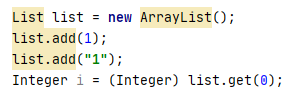 List list = new ArrayList();
list.add(1);
list.add("1");
Integer i = (Integer) list.get(0);